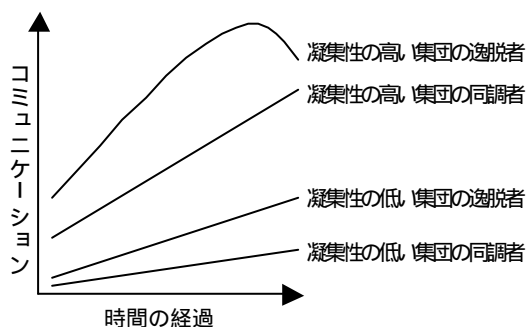 コミュニケーション
凝集性の高い集団の逸脱者
凝集性の高い集団の同調者
凝集性の低い集団の逸脱者
凝集性の低い集団の同調者
時間の経過